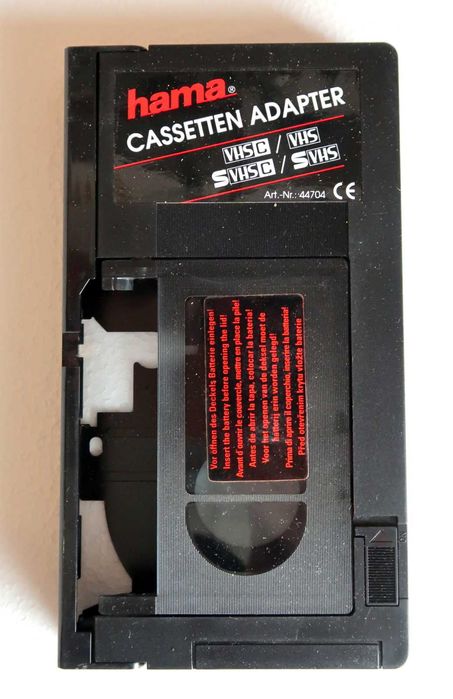 hama®
CASSETTEN ADAPTER
VHS C / VHS
S VHS C / S VHS
Art.-Nr.: 44704 CE
Vor öffnen des Deckels Batterie einlegen!
Insert the battery before opening the lid!
Avant d'ouvrir le couvercle, mettre en place la pile!
Antes de abrir la tapa, colocar la bateria!
Voor het openen van de deksel moet de
batterij erin worden gelegd!
Prima di aprire il coperchio, inserire la batteria!
Před otevřením krytu vložte baterie